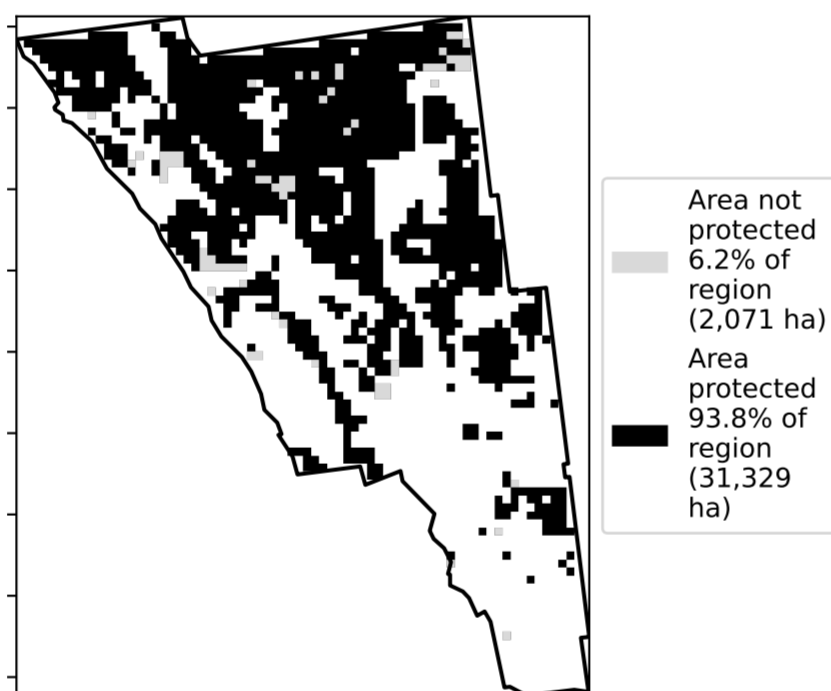 Area not
protected
6.2% of
region
(2,071 ha)
Area
protected
93.8% of
region
(31,329
ha)